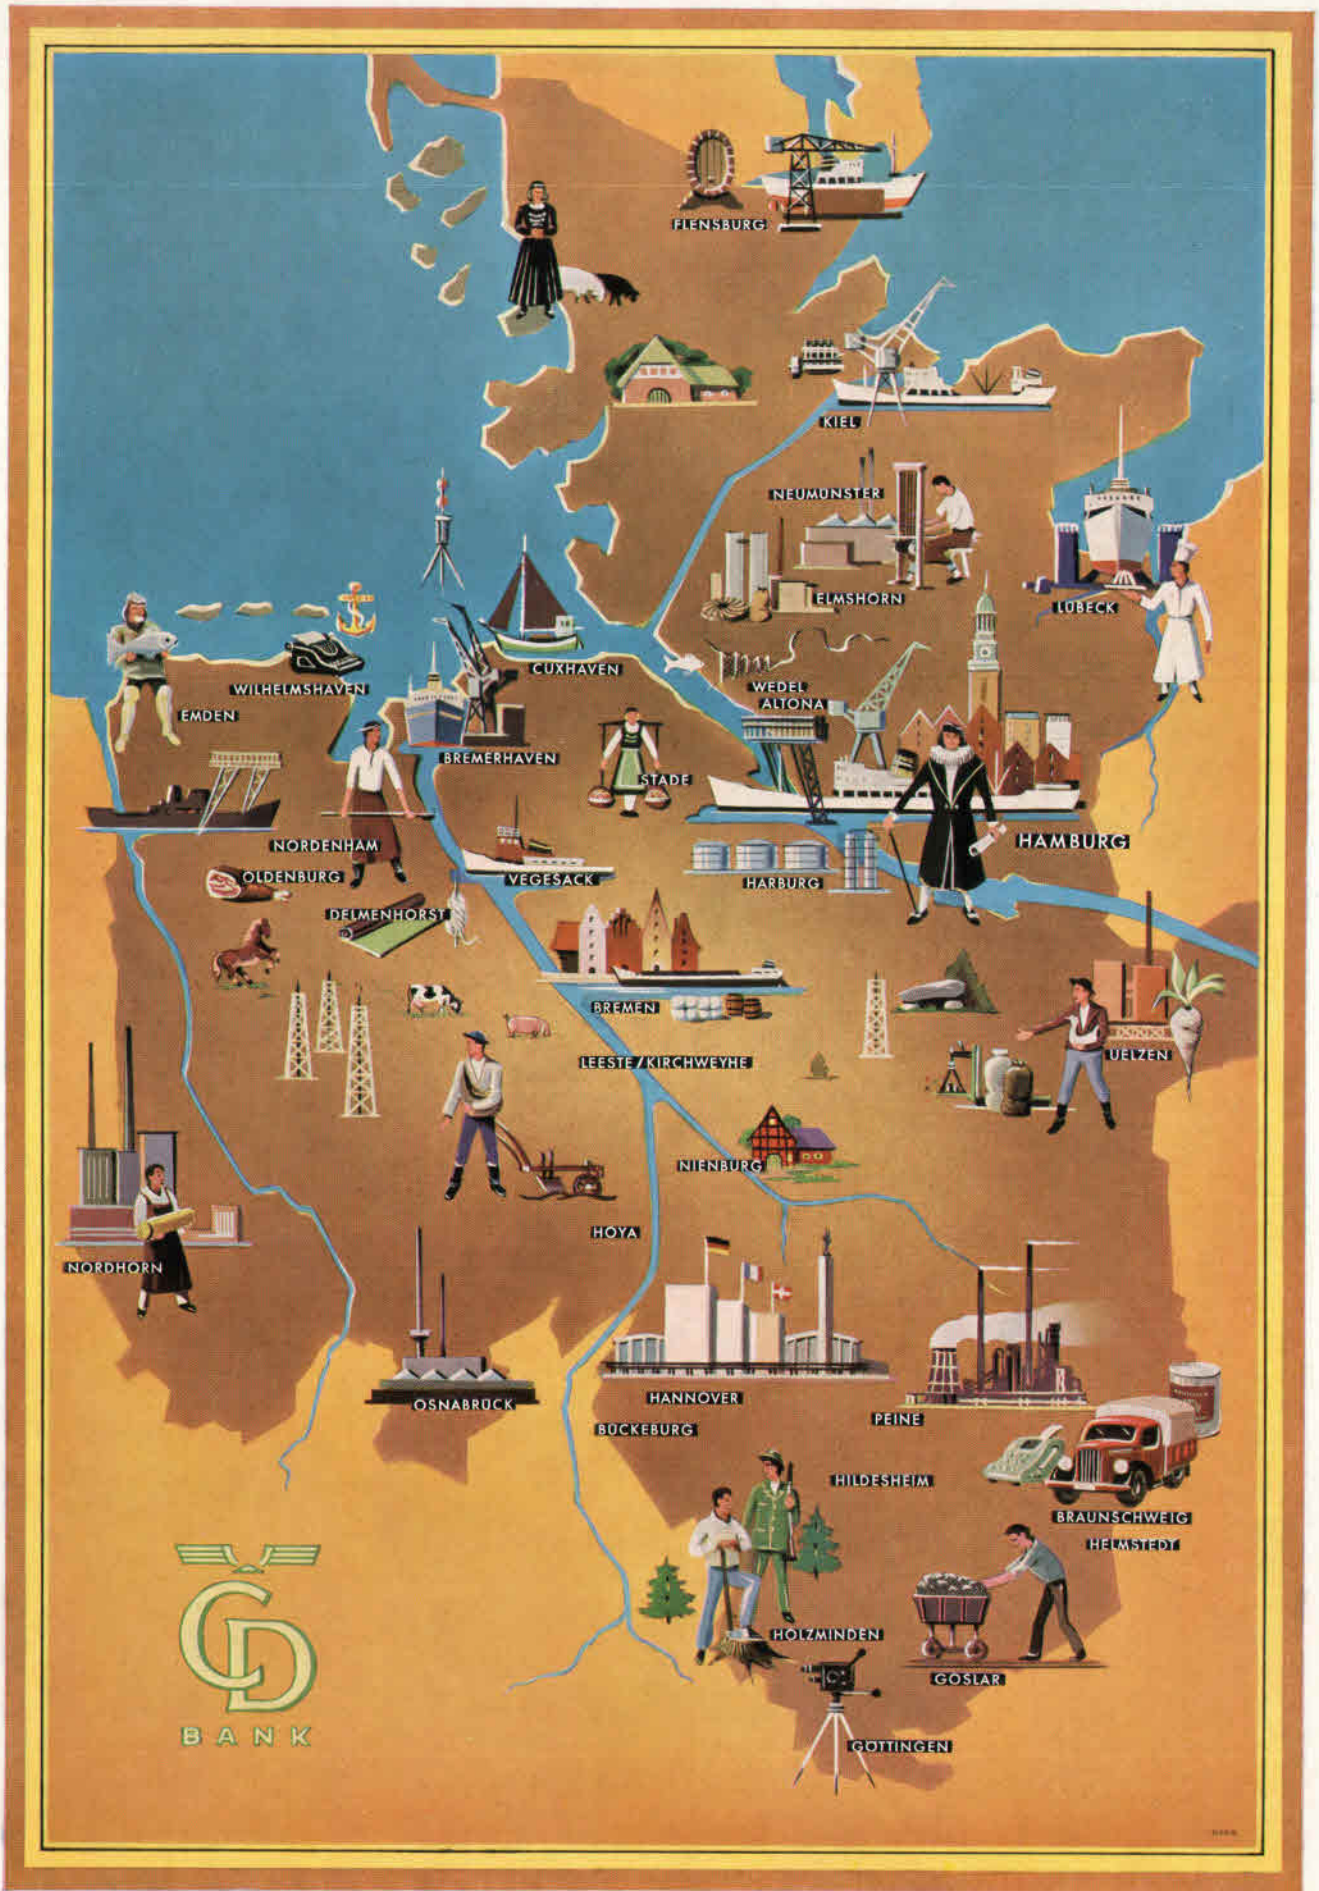 FLENSBURG
KIEL
NEUMÜNSTER
ELMSHORN
LÜBECK
CUXHAVEN
WILHELMSHAVEN
EMDEN
WEDEL
ALTONA
BREMERHAVEN
STADE
HAMBURG
NORDENHAM
OLDENBURG
VEGESACK
HARBURG
DELMENHORST
BREMEN
UELZEN
LEESTE/KIRCHWEYHE
NIENBURG
HOYA
NORDHORN
HANNOVER
OSNABRÜCK
PEINE
BÜCKEBURG
HILDESHEIM
BRAUNSCHWEIG
HELMSTEDT
HOLZMINDEN
GOSLAR
CD
BANK
GÖTTINGEN